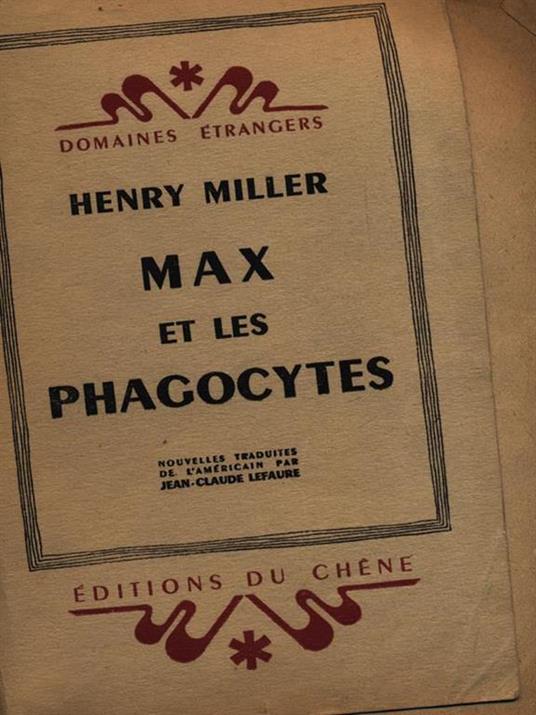 DOMAINES ÉTRANGERS
HENRY MILLER
MAX
ET LES
PHAGOCYTES
NOUVELLES TRADUITES
DE L'AMÉRICAIN PAR
JEAN-CLAUDE LEFAURE
ÉDITIONS DU CHÊNE